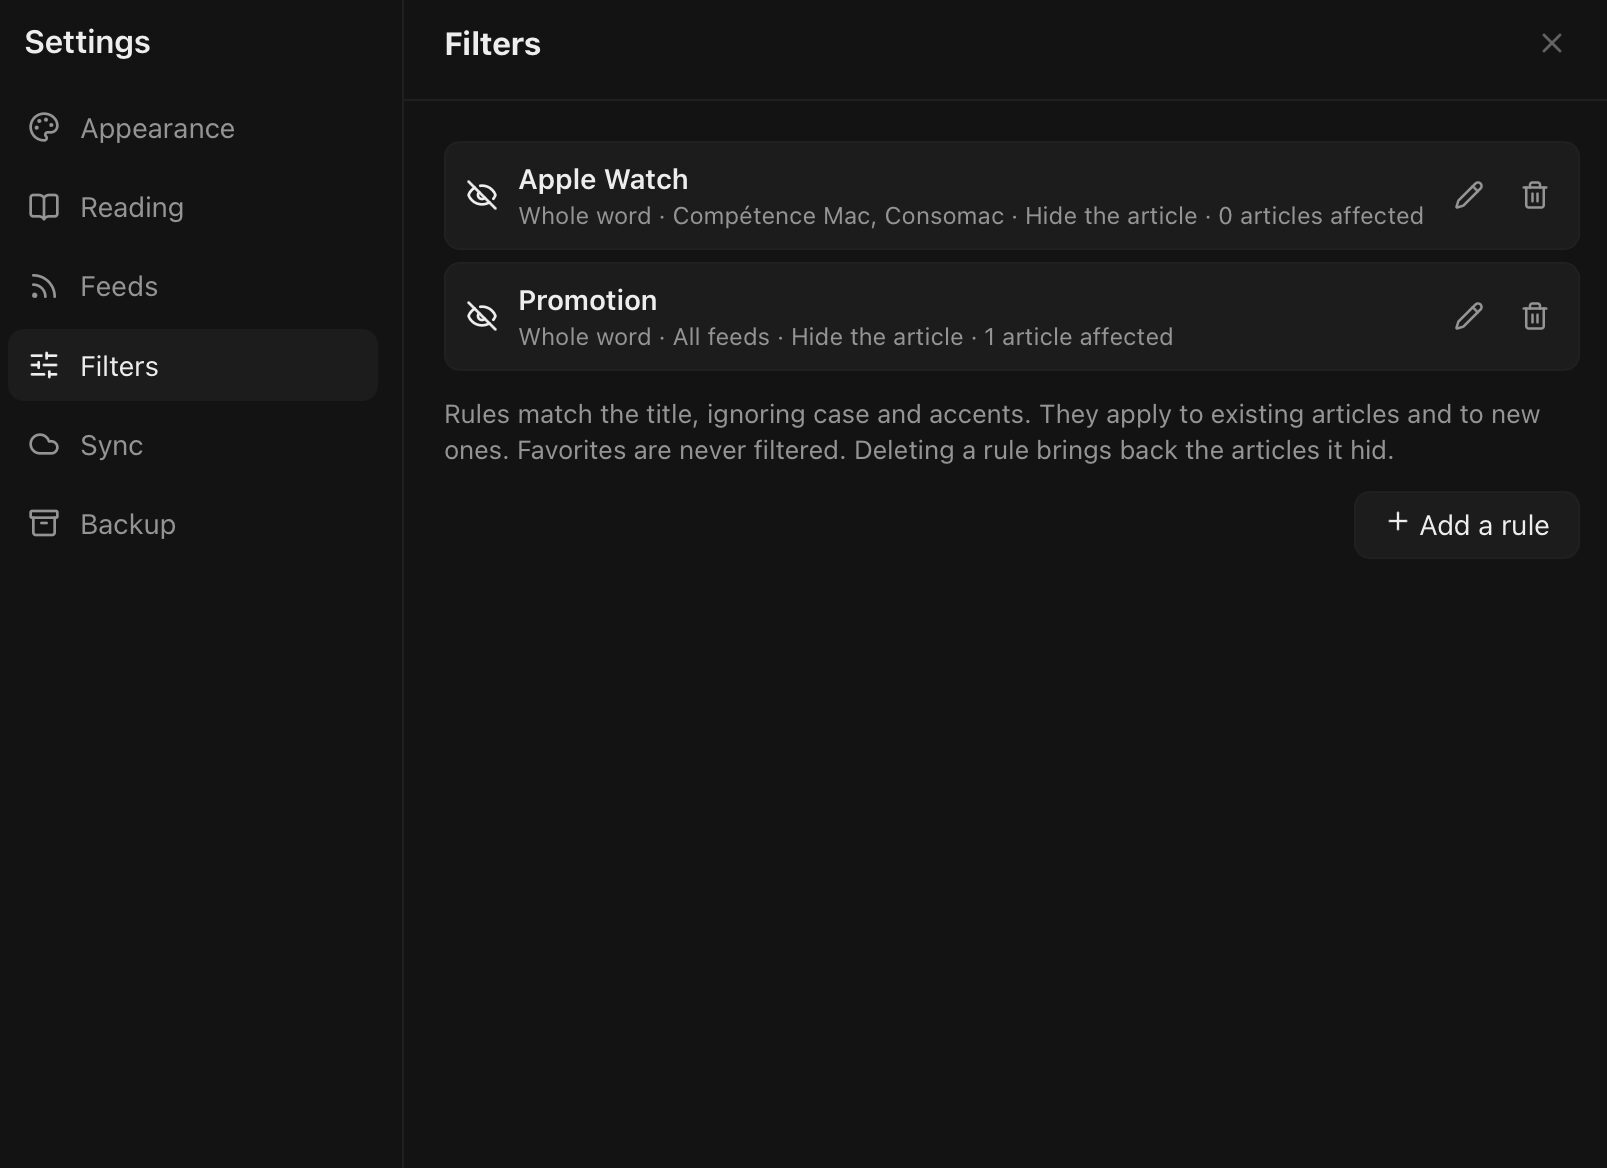 Settings
Appearance
Reading
Feeds
Filters
Sync
Backup
Filters
Apple Watch
Whole word · Compétence Mac, Consomac · Hide the article · 0 articles affected
Promotion
Whole word · All feeds · Hide the article · 1 article affected
Rules match the title, ignoring case and accents. They apply to existing articles and to new
ones. Favorites are never filtered. Deleting a rule brings back the articles it hid.
+ Add a rule